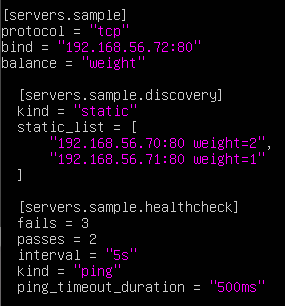 [servers.sample]
protocol = "tcp"
bind = "192.168.56.72:80"
balance = "weight"
[servers.sample.discovery]
kind = "static"
static_list = [
"192.168.56.70:80 weight=2",
"192.168.56.71:80 weight=1"
]
[servers.sample.healthcheck]
fails = 3
passes = 2
interval = "5s"
kind = "ping"
ping_timeout_duration = "500ms"